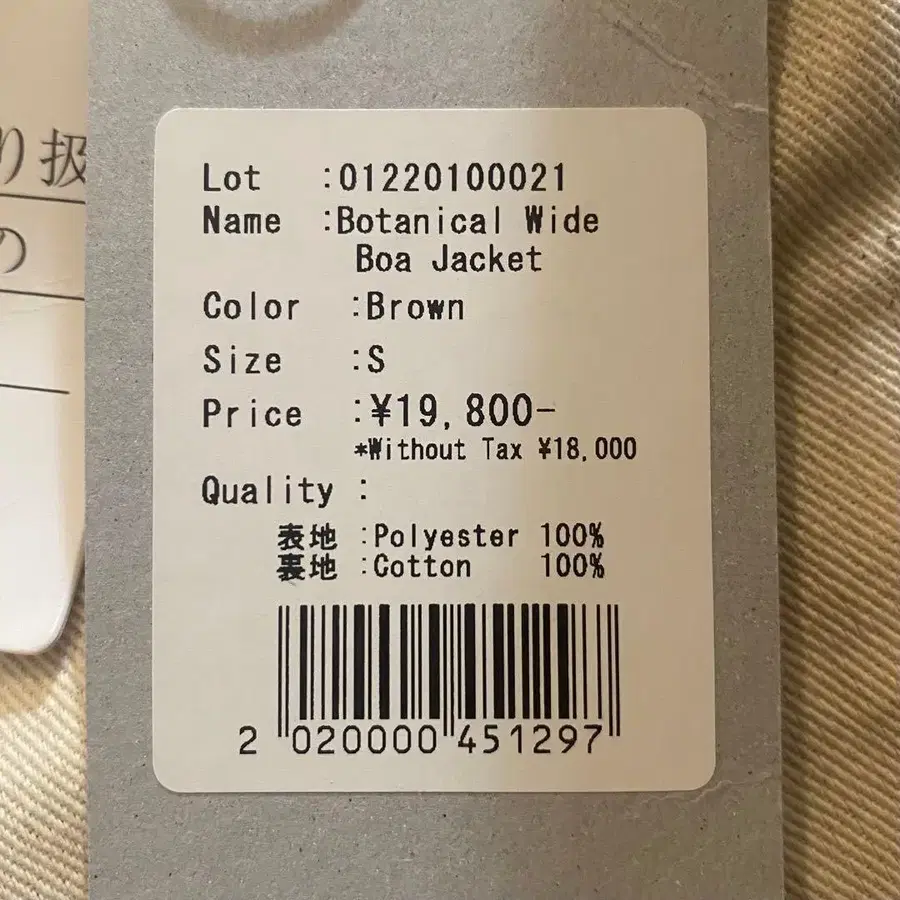 り扱
の
Lot :01220100021
Name :Botanical Wide
Boa Jacket
Color :Brown
Size :S
Price :¥19,800-
*Without Tax ¥18,000
Quality :
表地 :Polyester 100%
裏地 :Cotton 100%
2 020000 451297